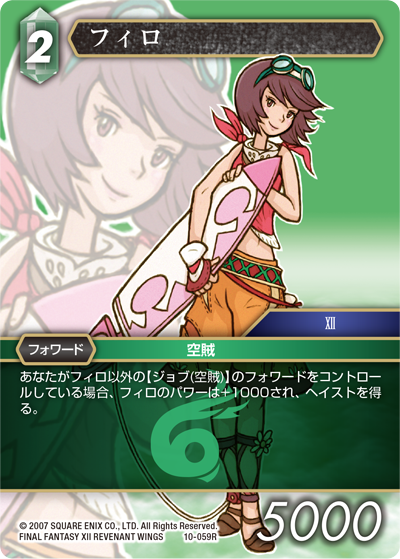 2
フィロ
XII
フォワード
空賊
あなたがフィロ以外の【ジョブ(空賊)】のフォワードをコントロー
ルしている場合、フィロのパワーは+1000され、ヘイストを得
る。
© 2007 SQUARE ENIX CO., LTD. All Rights Reserved.
FINAL FANTASY XII REVENANT WINGS 10-059R
5000